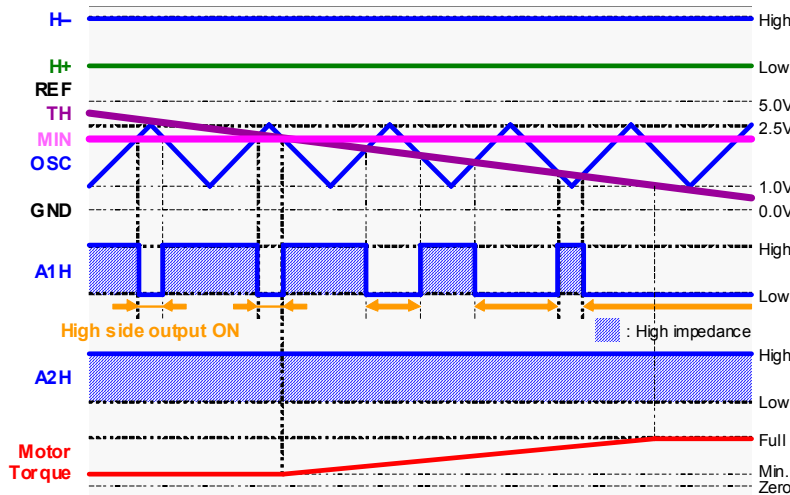 H– High
H+ Low
REF
5.0V
TH
2.5V
MIN
OSC
1.0V
GND 0.0V
High
A1H
Low
High side output ON
: High impedance
High
A2H
Low
Full
Motor
Torque
Min.
Zero